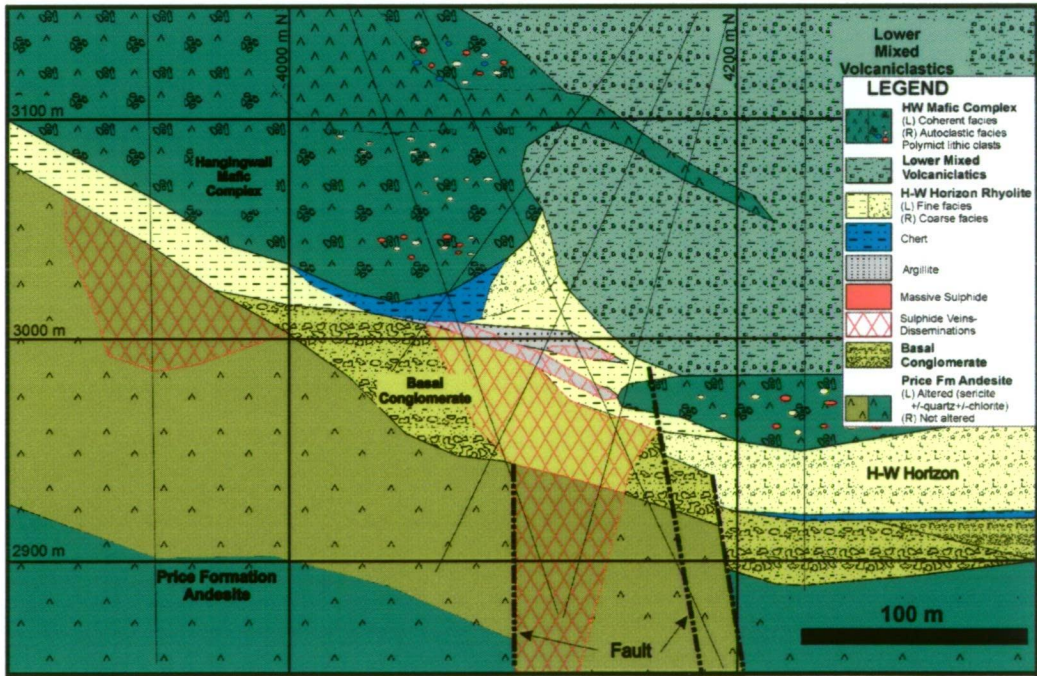 4000 m
4200 m N
Lower
Mixed
Volcaniclastics
LEGEND
HW Mafic Complex
(L) Coherent facies
(R) Autoclastic facies
Polymict lithic clasts
Lower Mixed
Volcaniclatics
H-W Horizon Rhyolite
(L) Fine facies
(R) Coarse facies
Chert
Argillite
Massive Sulphide
Sulphide Veins-
Disseminations
Basal
Conglomerate
Price Fm Andesite
(L) Altered (sericite
+/-quartz+/-chlorite)
(R) Not altered
3100 m
Hangingwall
Mafic
Complex
3000 m
Basal
Conglomerate
H-W Horizon
2900 m
Price Formation
Andesite
Fault
100 m